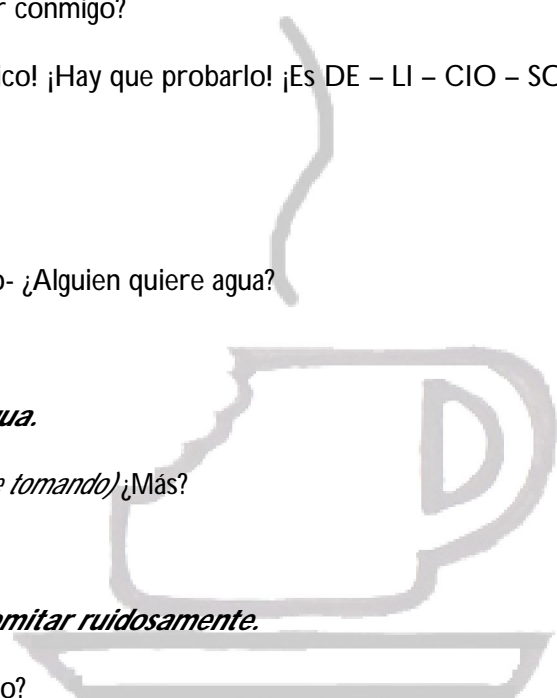 r conmigo?
ico! ¡Hay que probarlo! ¡Es DE – LI – CIO – SO
o- ¿Alguien quiere agua?
ua.
e tomando) ¿Más?
omitar ruidosamente.
o?